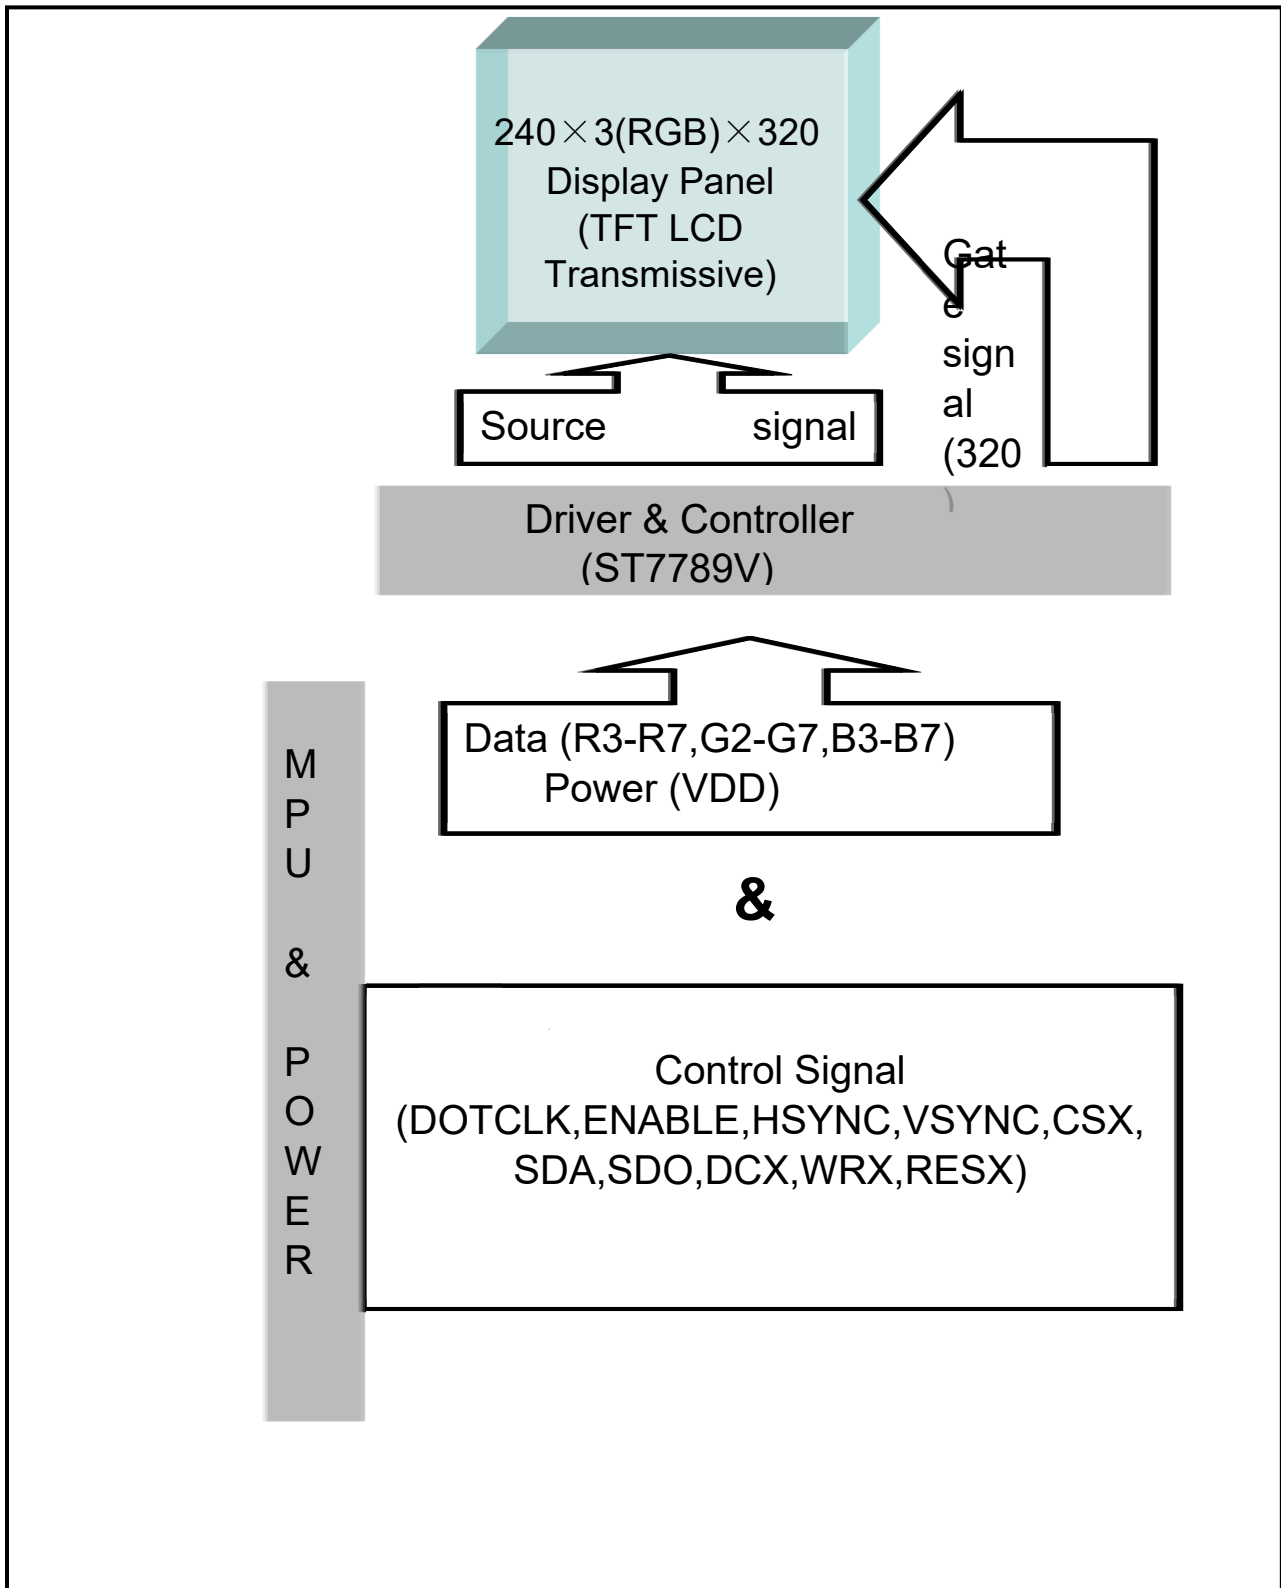 240×3(RGB)×320
Display Panel
(TFT LCD
Transmissive)
Gat
e
sign
al
(320
)
Source signal
Driver & Controller
(ST7789V)
Data (R3-R7,G2-G7,B3-B7)
Power (VDD)
&
M
P
U
&
P
O
W
E
R
Control Signal
(DOTCLK,ENABLE,HSYNC,VSYNC,CSX,
SDA,SDO,DCX,WRX,RESX)